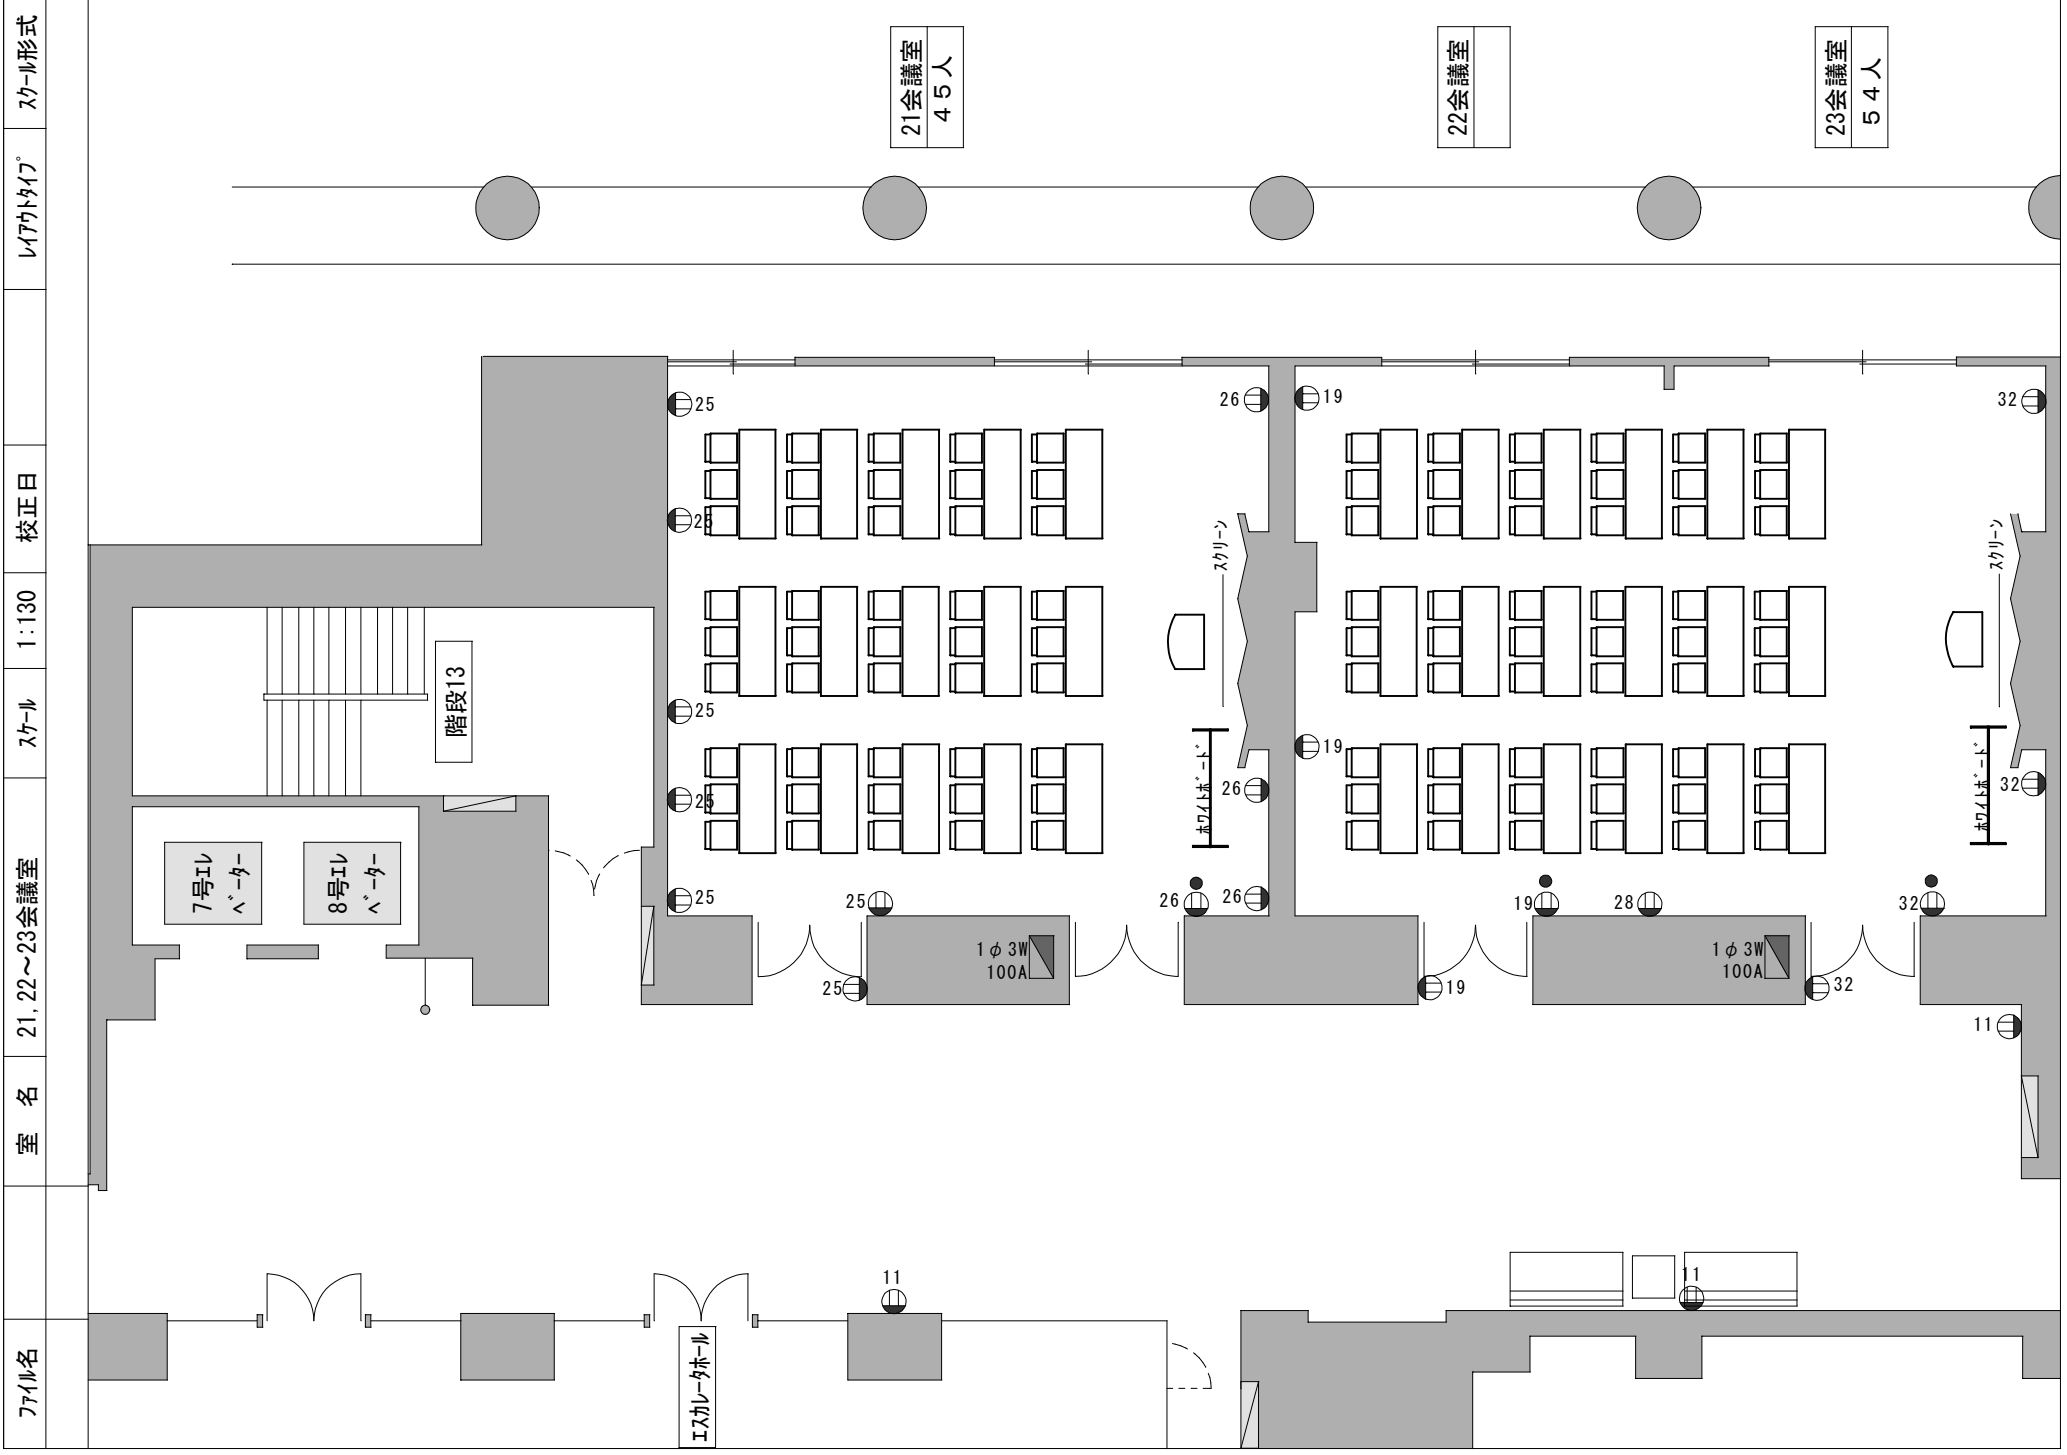 ファイル名
室　名
21,22～23会議室
スケール
1:130
校正日
レイアウトタイプ
スクール形式
21会議室
４５人
22会議室
23会議室
５４人
25
26
19
32
25
スクリーン
スクリーン
階段13
25
19
25
26
ホワイトボード
32
ホワイトボード
7号エレ
ベーター
8号エレ
ベーター
25
25
26
26
19
28
32
1φ3W
100A
1φ3W
100A
25
19
32
11
11
11
エスカレータホール